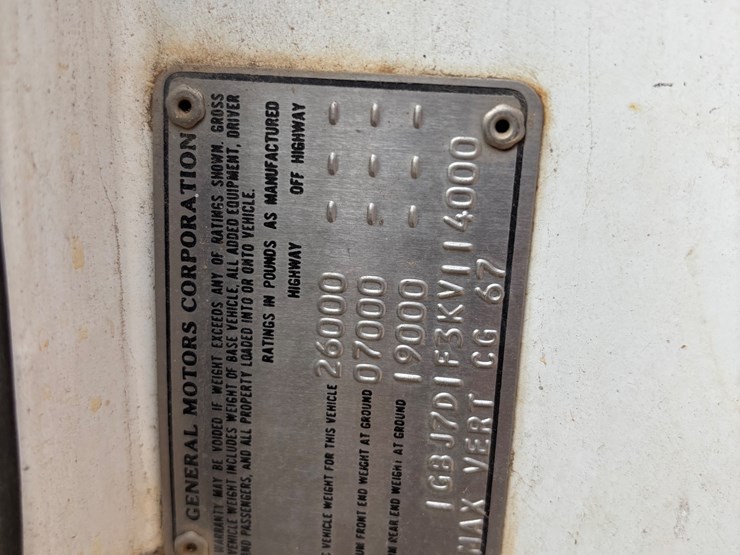 GENERAL MOTORS CORPORATION
WARRANTY MAY BE VOIDED IF WEIGHT EXCEEDS ANY OF RATINGS SHOWN. GROSS
VEHICLE WEIGHT INCLUDES WEIGHT OF BASE VEHICLE, ALL ADDED EQUIPMENT, DRIVER
AND PASSENGERS, AND ALL PROPERTY LOADED INTO OR ONTO VEHICLE.
RATINGS IN POUNDS AS MANUFACTURED
HIGHWAY OFF HIGHWAY
VEHICLE WEIGHT FOR THIS VEHICLE 26000 - - -
UM FRONT END WEIGHT AT GROUND 07000 - - -
M REAR END WEIGHT AT GROUND 19000 - - -
1GBJ7D1F3KV114000
MAX VERT CG 67